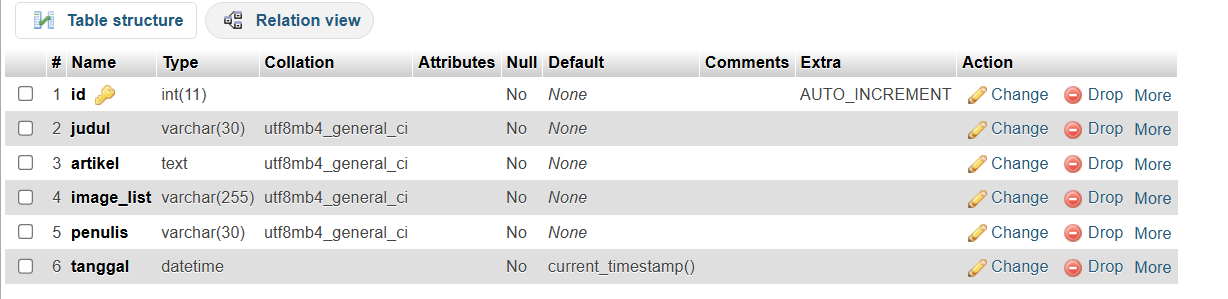 Table structure Relation view
# Name Type Collation Attributes Null Default Comments Extra Action
1 id int(11) No None AUTO_INCREMENT Change Drop More
2 judul varchar(30) utf8mb4_general_ci No None Change Drop More
3 artikel text utf8mb4_general_ci No None Change Drop More
4 image_list varchar(255) utf8mb4_general_ci No None Change Drop More
5 penulis varchar(30) utf8mb4_general_ci No None Change Drop More
6 tanggal datetime No current_timestamp() Change Drop More